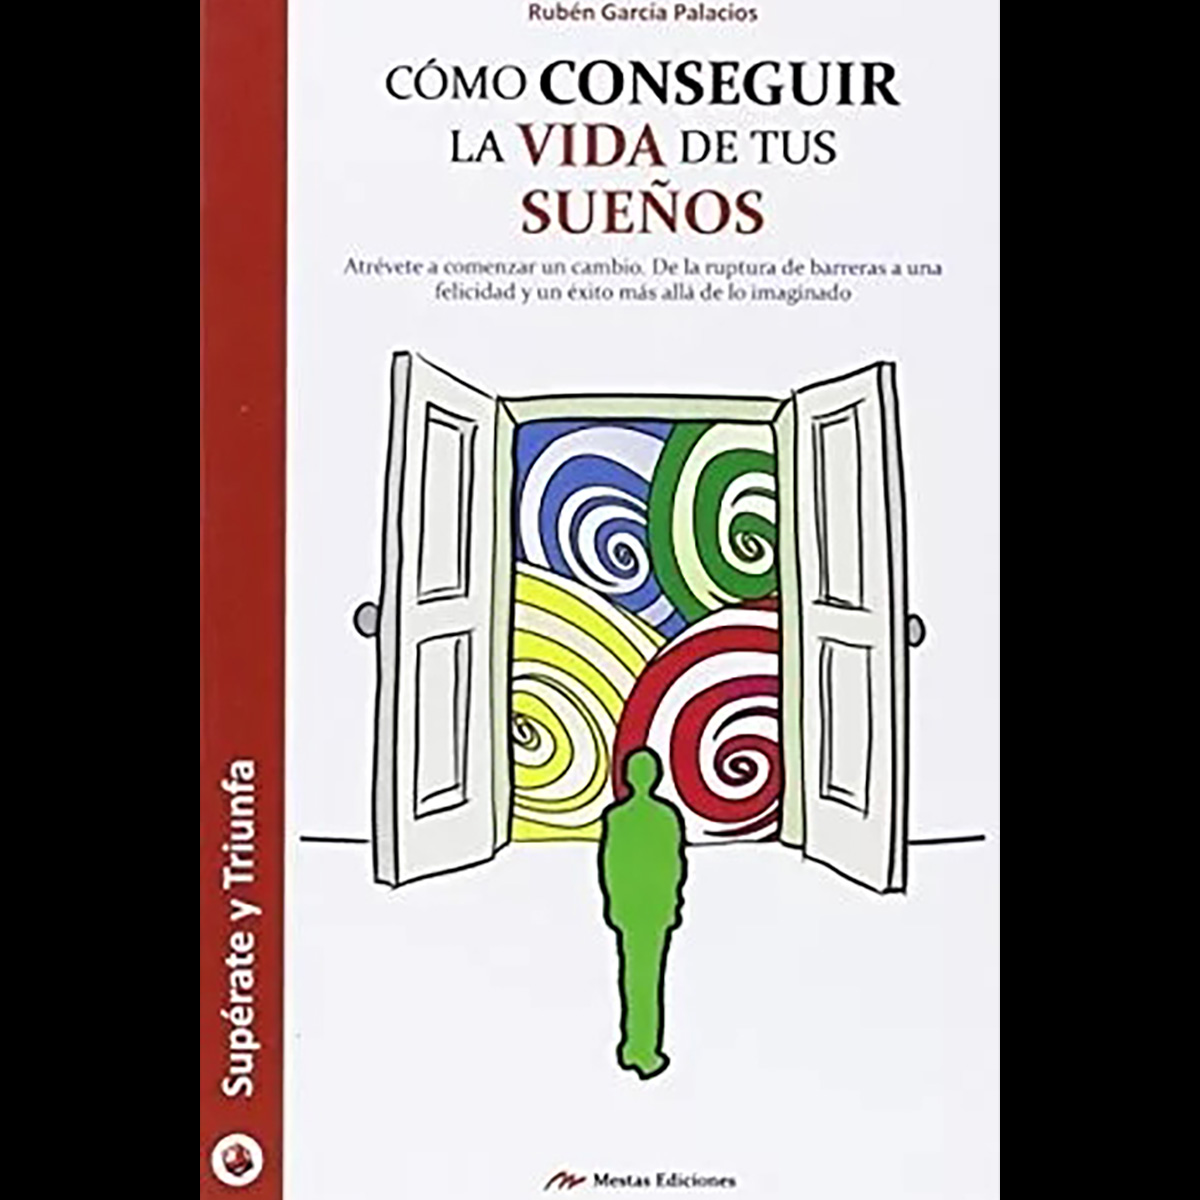 Rubén García Palacios
CÓMO CONSEGUIR
LA VIDA DE TUS
SUEÑOS
Atrévete a comenzar un cambio. De la ruptura de barreras a una
felicidad y un éxito más allá de lo imaginado
Supérate y Triunfa
Mestas Ediciones